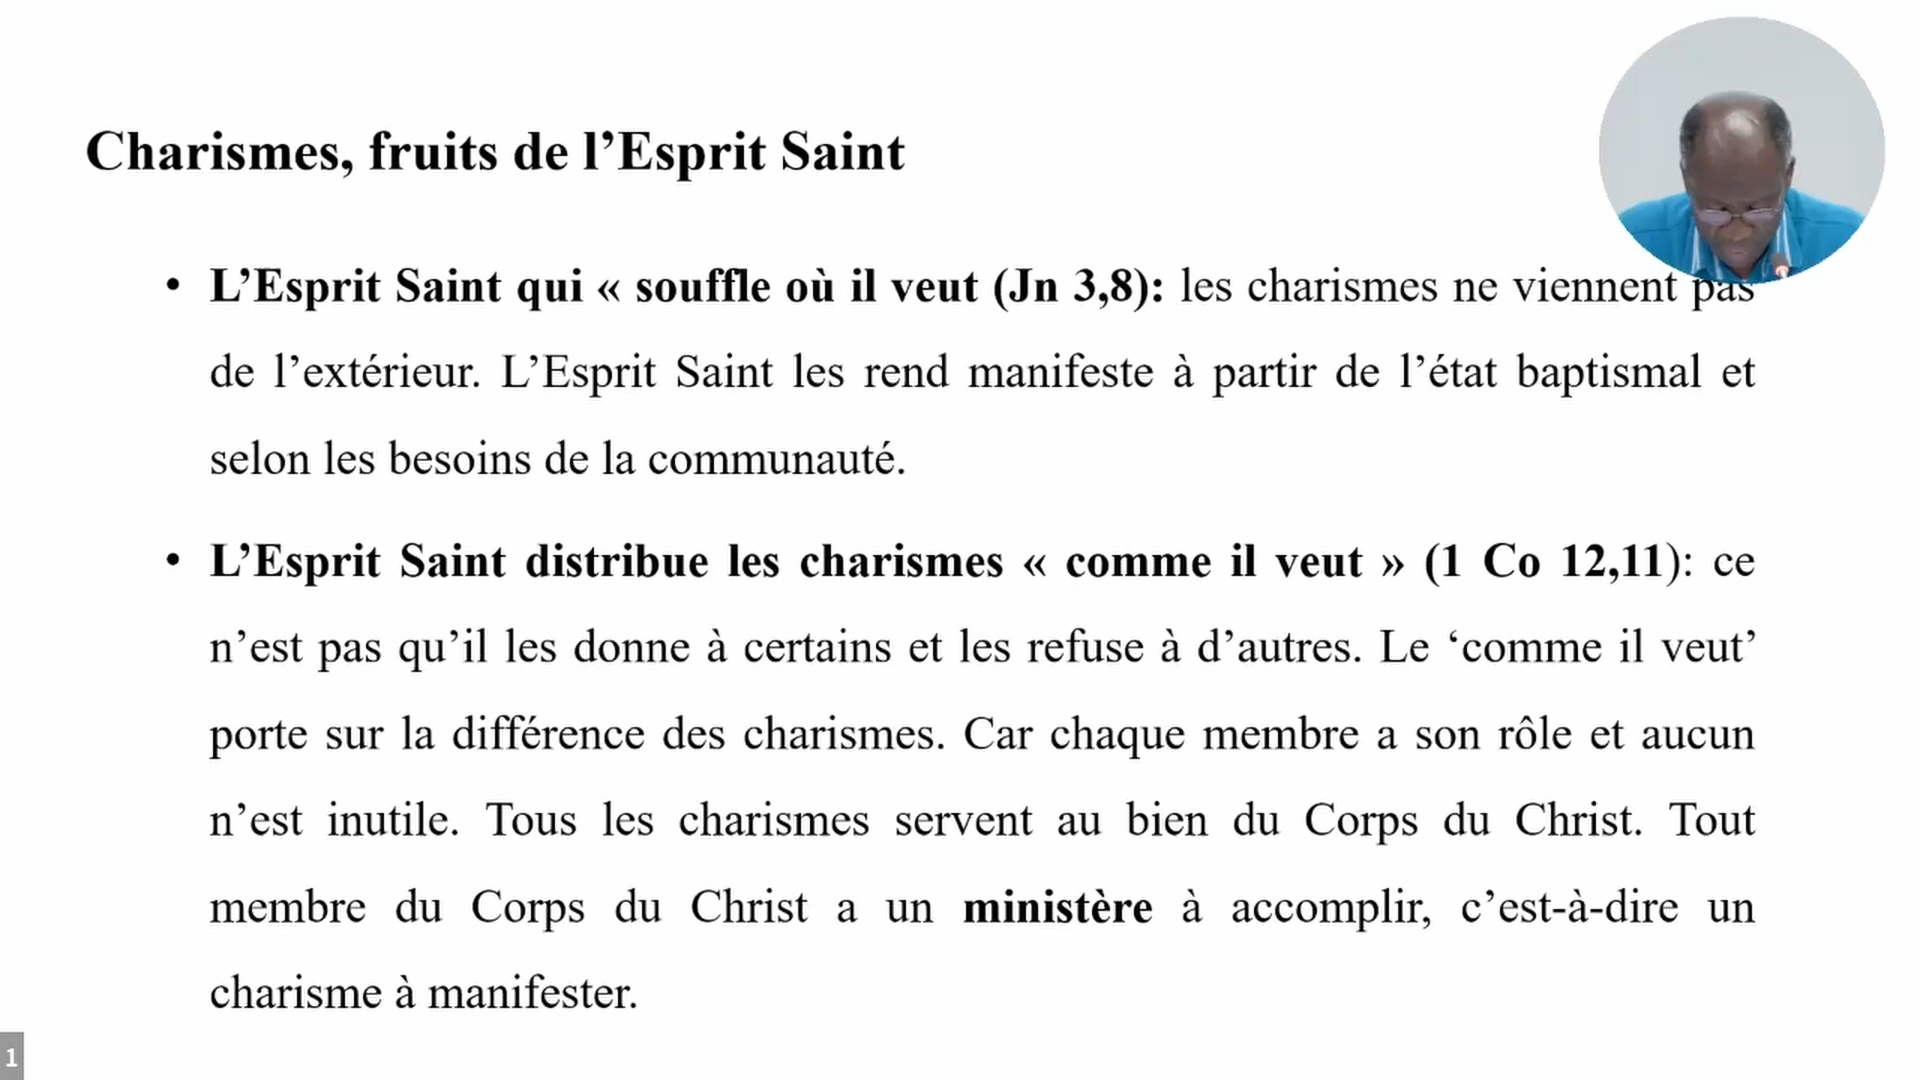 Charismes, fruits de l’Esprit Saint
• L’Esprit Saint qui « souffle où il veut (Jn 3,8): les charismes ne viennent pas
de l’extérieur. L’Esprit Saint les rend manifeste à partir de l’état baptismal et
selon les besoins de la communauté.
• L’Esprit Saint distribue les charismes « comme il veut » (1 Co 12,11): ce
n’est pas qu’il les donne à certains et les refuse à d’autres. Le ‘comme il veut’
porte sur la différence des charismes. Car chaque membre a son rôle et aucun
n’est inutile. Tous les charismes servent au bien du Corps du Christ. Tout
membre du Corps du Christ a un ministère à accomplir, c’est-à-dire un
charisme à manifester.
1